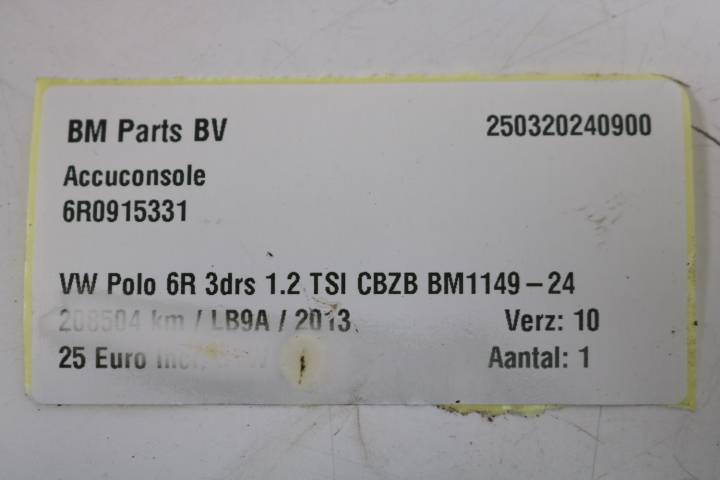 BM Parts BV 250320240900
Accuconsole
6R0915331
VW Polo 6R 3drs 1.2 TSI CBZB BM1149-24
208504 km / LB9A / 2013 Verz: 10
25 Euro Aantal: 1